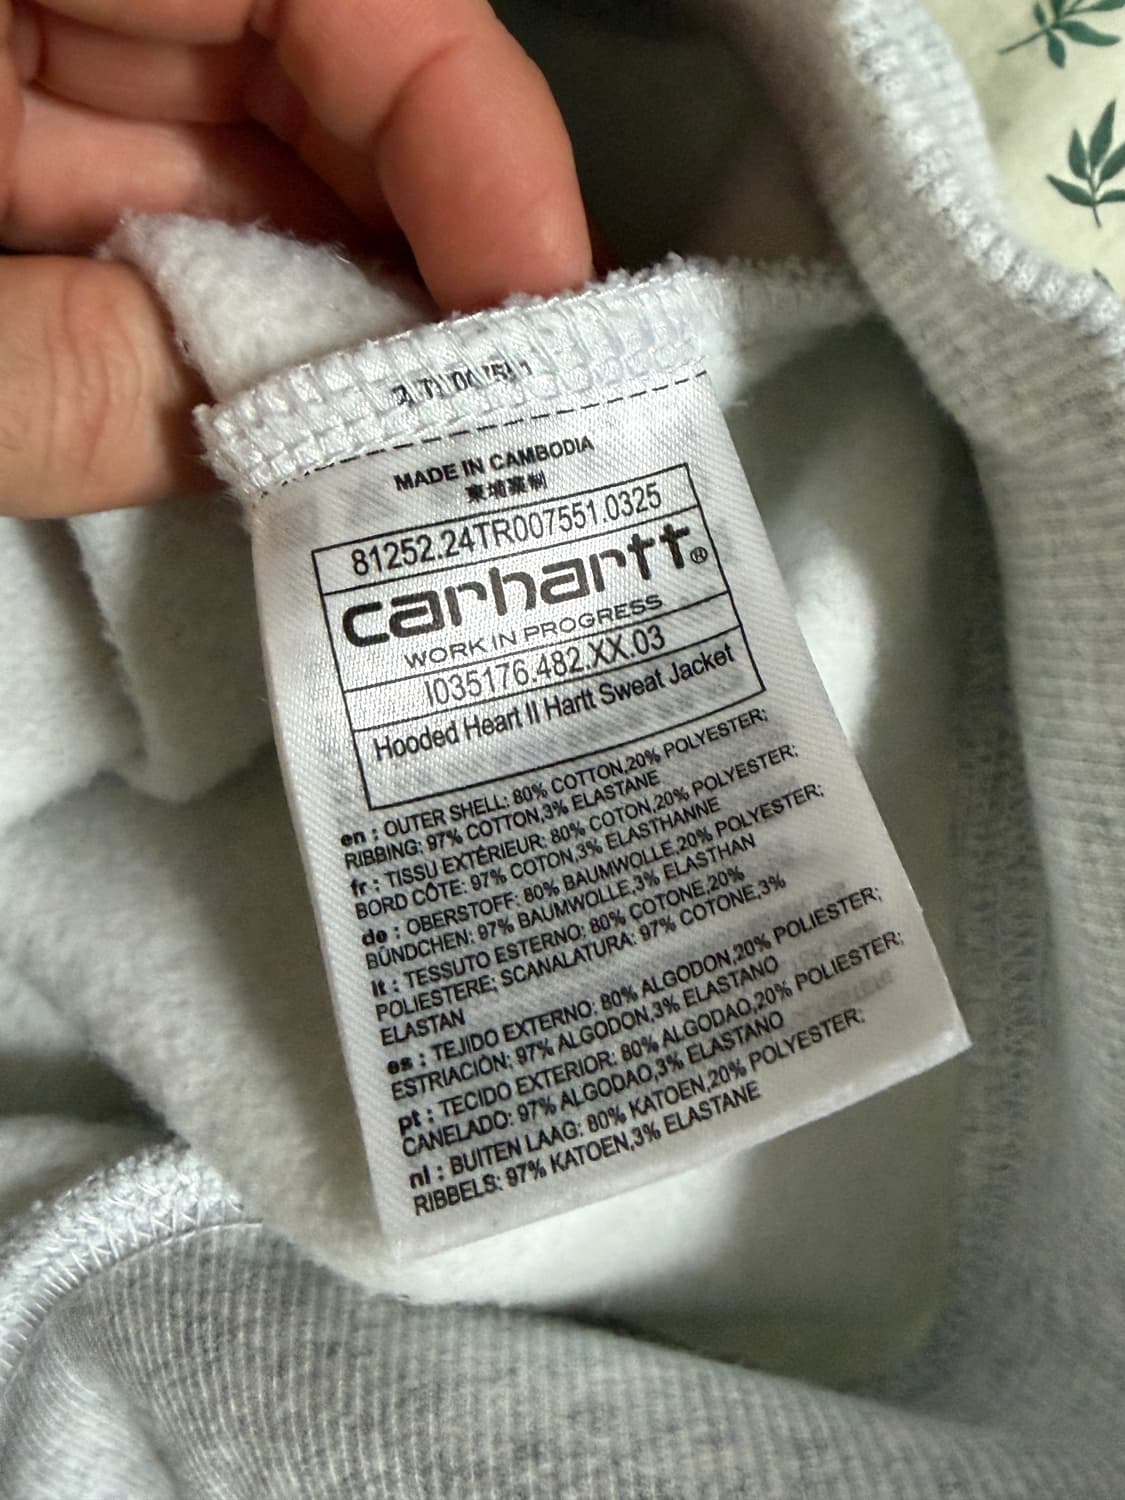 MADE IN CAMBODIA
柬埔寨制
81252.24TR007551.0325
carhartt®
WORK IN PROGRESS
I035176.482.XX.03
Hooded Heart II Hartt Sweat Jacket
en : OUTER SHELL: 80% COTTON,20% POLYESTER;
RIBBING: 97% COTTON,3% ELASTANE
fr : TISSU EXTÉRIEUR: 80% COTON,20% POLYESTER;
BORD CÔTE: 97% COTON,3% ELASTHANNE
de : OBERSTOFF: 80% BAUMWOLLE,20% POLYESTER;
BÜNDCHEN: 97% BAUMWOLLE,3% ELASTHAN
it : TESSUTO ESTERNO: 80% COTONE,20%
POLIESTERE; SCANALATURA: 97% COTONE,3%
ELASTAN
es : TEJIDO EXTERNO: 80% ALGODON,20% POLIESTER;
ESTRIACIÓN: 97% ALGODON,3% ELASTANO
pt : TECIDO EXTERIOR: 80% ALGODAO,20% POLIESTER;
CANELADO: 97% ALGODAO,3% ELASTANO
nl : BUITEN LAAG: 80% KATOEN,20% POLYESTER;
RIBBELS: 97% KATOEN,3% ELASTANE